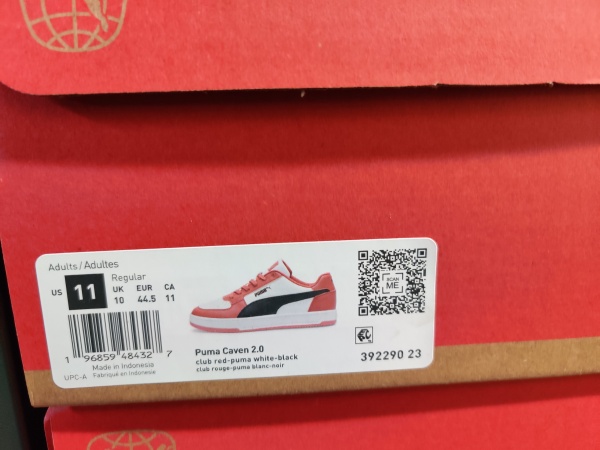 Adults/Adultes
Regular
US 11 UK 10 EUR 44.5 CA 11
SCAN ME
1 96859 48432 7
UPC-A
Made in Indonesia
Fabriqué en Indonésie
Puma Caven 2.0
club red-puma white-black
club rouge-puma blanc-noir
392290 23